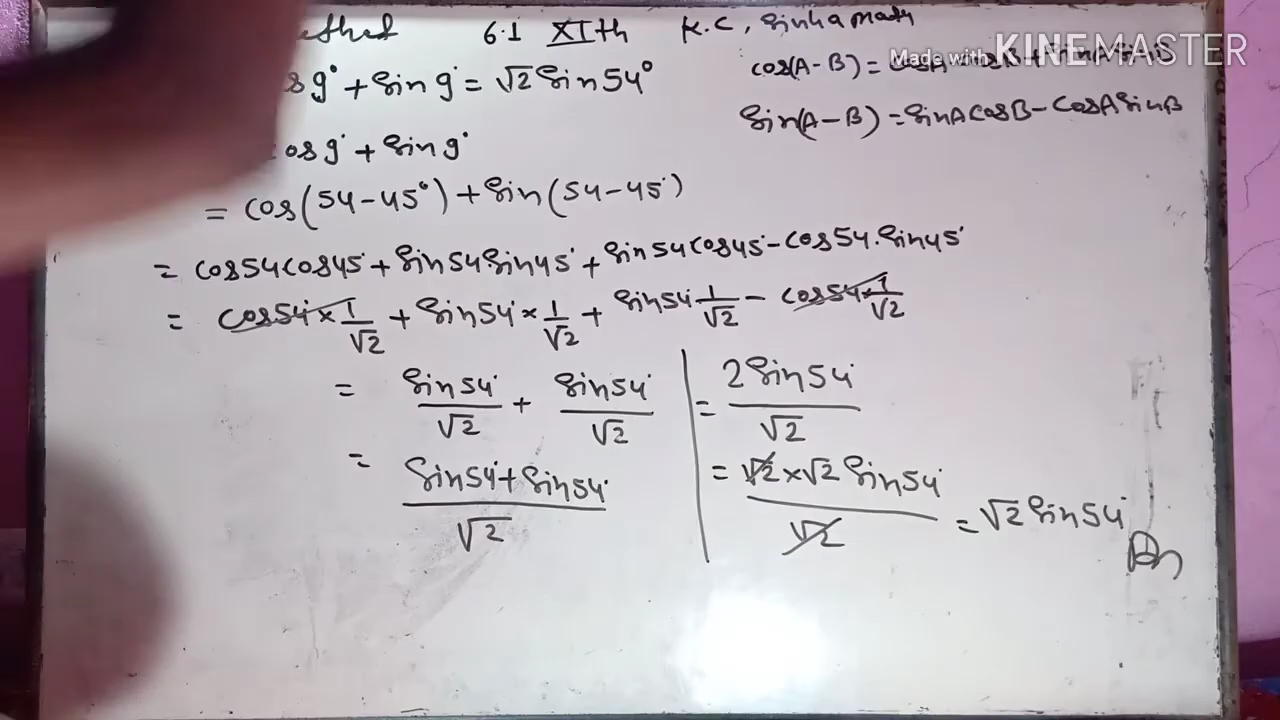 ethod 6.1 XIth K.C, Sinha math
Made with KINEMASTER
cos(A-B) =
os9° + Sin9° = √2 Sin54°
Sin(A-B) = SinACosB - CosASinB
cos9° + Sin9°
= Cos(54-45°) + Sin(54-45°)
= Cos54Cos45° + Sin54Sin45° + Sin54Cos45° - Cos54.Sin45°
= Cos54° × 1/√2 + Sin54° × 1/√2 + Sin54° 1/√2 - Cos54° × 1/√2
= Sin54°/√2 + Sin54°/√2
= Sin54° + Sin54°/√2
= 2Sin54°/√2
= √2 × √2 Sin54°/√2 = √2 Sin54°